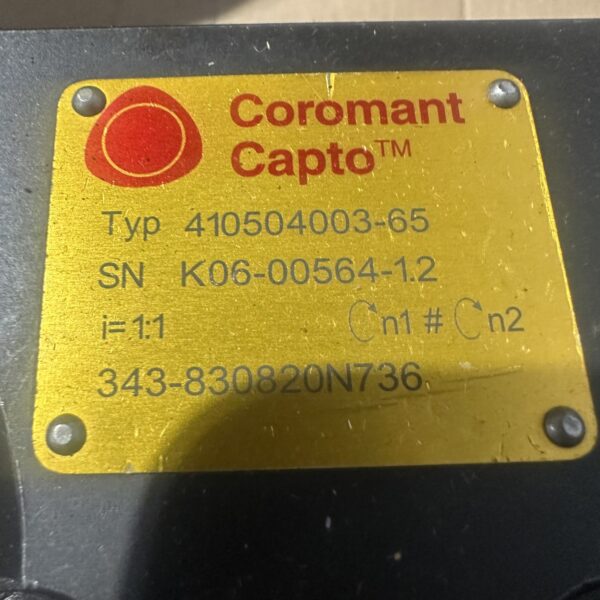 Coromant
Capto™
Typ 410504003-65
SN K06-00564-1.2
i=1:1 n1 # n2
343-830820N736